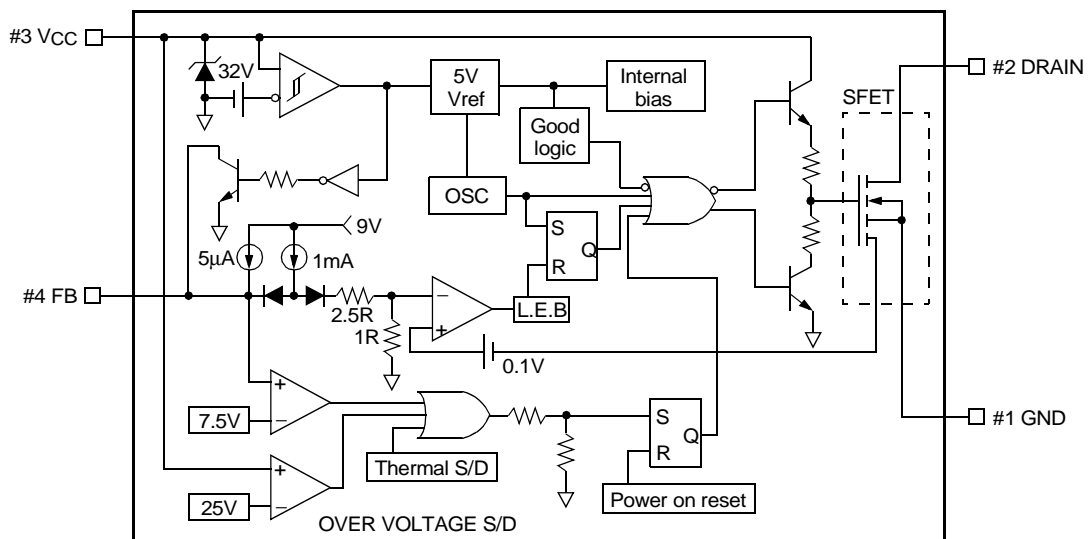 #3 VCC
32V
5V
Vref
Internal
bias
#2 DRAIN
SFET
Good
logic
OSC
9V
5μA
1mA
S
Q
R
#4 FB
2.5R
1R
−
+
L.E.B
0.1V
+
7.5V
−
Thermal S/D
S
Q
R
#1 GND
+
25V
−
Power on reset
OVER VOLTAGE S/D